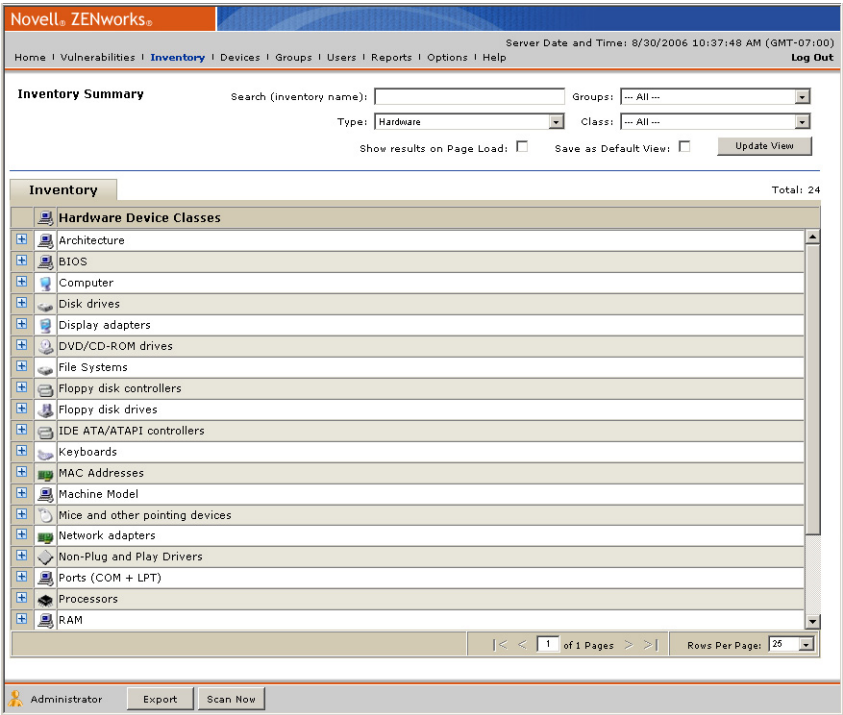 Novell® ZENworks®
Server Date and Time: 8/30/2006 10:37:48 AM (GMT-07:00)
Home | Vulnerabilities | Inventory | Devices | Groups | Users | Reports | Options | Help
Log Out
Inventory Summary
Search (inventory name):
Groups: --- All ---
Type: Hardware
Class: --- All ---
Show results on Page Load:
Save as Default View:
Update View
Inventory
Total: 24
Hardware Device Classes
Architecture
BIOS
Computer
Disk drives
Display adapters
DVD/CD-ROM drives
File Systems
Floppy disk controllers
Floppy disk drives
IDE ATA/ATAPI controllers
Keyboards
MAC Addresses
Machine Model
Mice and other pointing devices
Network adapters
Non-Plug and Play Drivers
Ports (COM + LPT)
Processors
RAM
|< < 1 of 1 Pages > >| Rows Per Page: 25
Administrator
Export
Scan Now